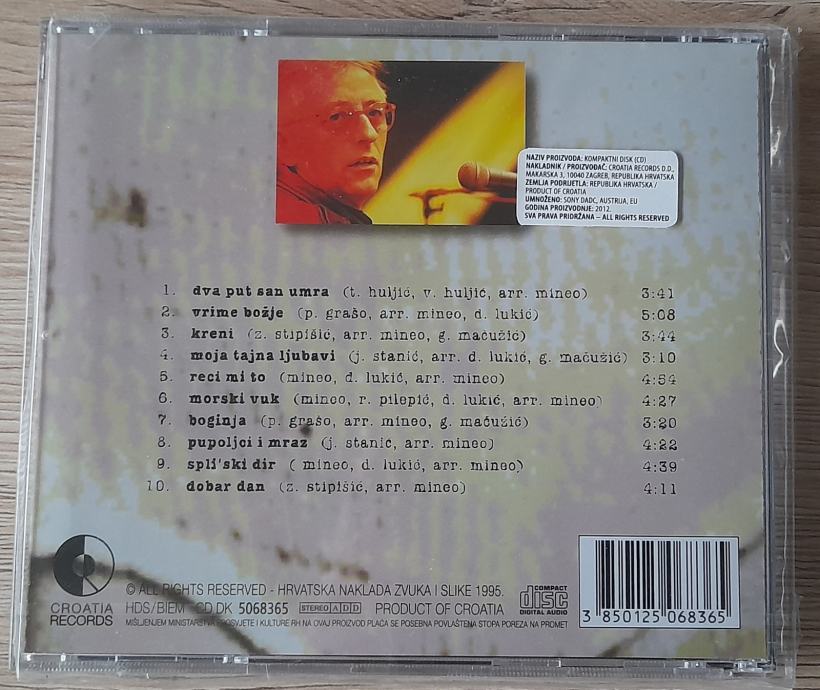 NAZIV PROIZVODA: KOMPAKTNI DISK (CD)
NAKLADNIK / PROIZVOĐAČ: CROATIA RECORDS D.D.,
MAKARSKA 3, 10040 ZAGREB, REPUBLIKA HRVATSKA
ZEMLJA PODRIJETLA: REPUBLIKA HRVATSKA /
PRODUCT OF CROATIA
UMNOŽENO: SONY DADC, AUSTRIJA, EU
GODINA PROIZVODNJE: 2012.
SVA PRAVA PRIDRŽANA – ALL RIGHTS RESERVED
1. dva put san umra (t. huljić, v. huljić, arr. mineo) 3:41
2. vrime božje (p. grašo, arr. mineo, d. lukić) 5:08
3. kreni (z. stipišić, arr. mineo, g. mačužić) 3:44
4. moja tajna ljubavi (j. stanić, arr. d. lukić, g. mačužić) 3:10
5. reci mi to (mineo, d. lukić, arr. mineo) 4:54
6. morski vuk (mineo, r. pilepić, d. lukić, arr. mineo) 4:27
7. boginja (p. grašo, arr. mineo, g. mačužić) 3:20
8. pupoljci i mraz (j. stanić, arr. mineo) 4:22
9. spli'ski dir ( mineo, d. lukić, arr. mineo) 4:39
10. dobar dan (z. stipišić, arr. mineo) 4:11
CROATIA
RECORDS
© ALL RIGHTS RESERVED - HRVATSKA NAKLADA ZVUKA I SLIKE 1995.
HDS/BIEM CD DK 5068365 STEREO ADD PRODUCT OF CROATIA
MIŠLJENJEM MINISTARSTVA PROSVJETE I KULTURE RH NA OVAJ PROIZVOD PLAĆA SE POSEBNA POVLAŠTENA STOPA POREZA NA PROMET
COMPACT
disc
DIGITAL AUDIO
3 850125 068365